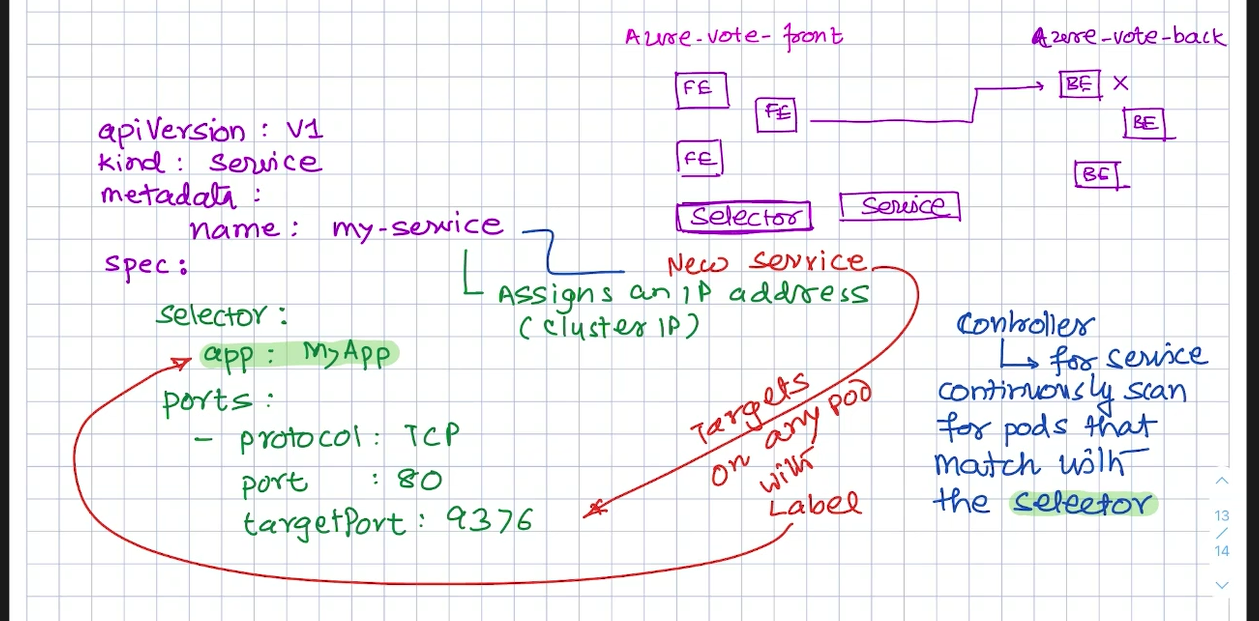 Azure-vote-front
Azure-vote-back
FE
FE
FE
BE X
BE
BE
Selector
Service
apiVersion : V1
kind : Service
metadata :
name : my-service
spec :
selector :
app : MyApp
ports :
- protocol : TCP
port : 80
targetPort : 9376
New service
Assigns an IP address
(cluster IP)
Targets
on any pod
with
Label
Controller
for service
continuously scan
for pods that
match with
the selector
13
/
14